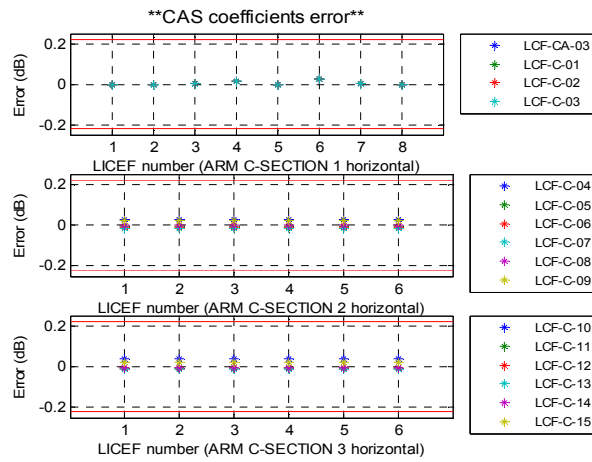 **CAS coefficients error**
0.2
0
-0.2
Error (dB)
1 2 3 4 5 6 7 8
LICEF number (ARM C-SECTION 1 horizontal)
LCF-CA-03
LCF-C-01
LCF-C-02
LCF-C-03
0.2
0
-0.2
Error (dB)
1 2 3 4 5 6
LICEF number (ARM C-SECTION 2 horizontal)
LCF-C-04
LCF-C-05
LCF-C-06
LCF-C-07
LCF-C-08
LCF-C-09
0.2
0
-0.2
Error (dB)
1 2 3 4 5 6
LICEF number (ARM C-SECTION 3 horizontal)
LCF-C-10
LCF-C-11
LCF-C-12
LCF-C-13
LCF-C-14
LCF-C-15